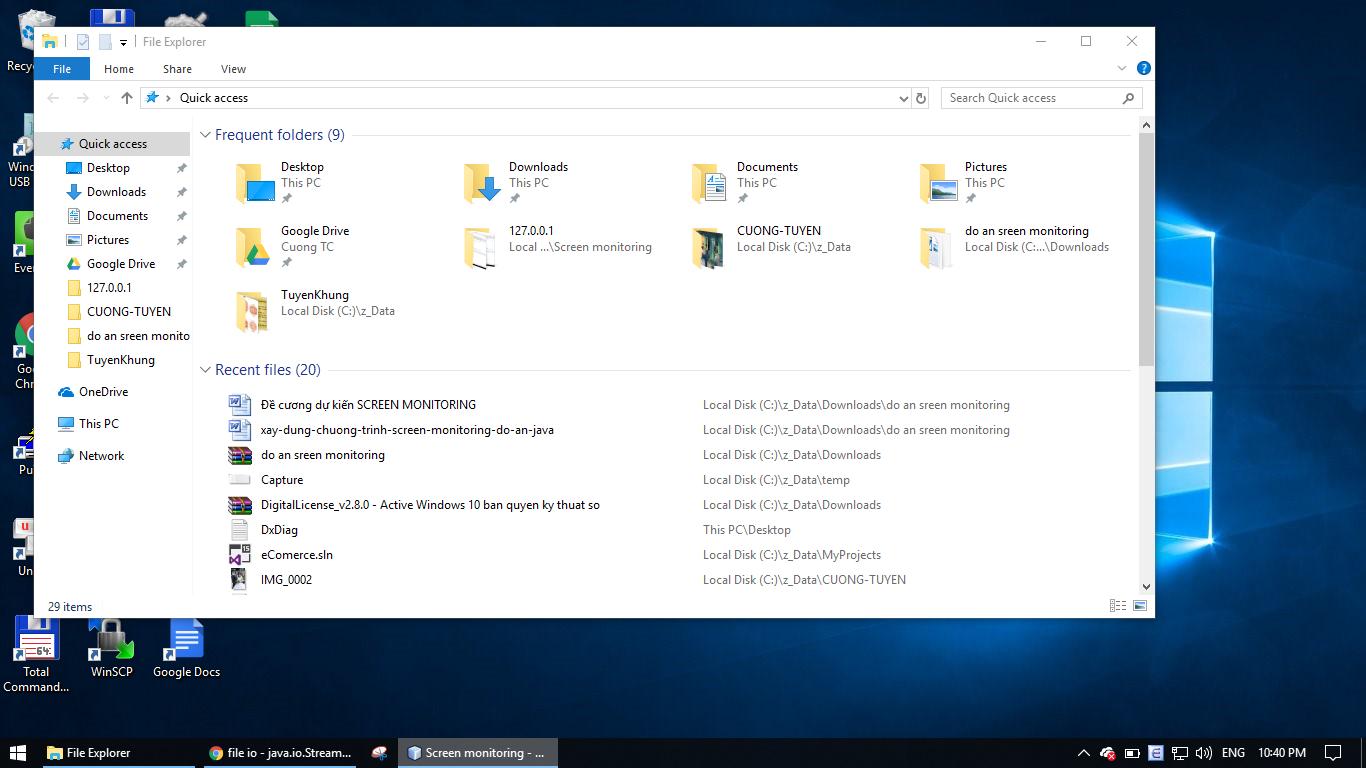 Recyc
File Explorer
File
Home
Share
View
Quick access
Search Quick access
Quick access
Desktop
Downloads
Documents
Pictures
Google Drive
127.0.0.1
CUONG-TUYEN
do an sreen monito
TuyenKhung
OneDrive
This PC
Network
Frequent folders (9)
Desktop
This PC
Downloads
This PC
Documents
This PC
Pictures
This PC
Google Drive
Cuong TC
127.0.0.1
Local ...\Screen monitoring
CUONG-TUYEN
Local Disk (C:)\z_Data
do an sreen monitoring
Local Disk (C:...\Downloads
TuyenKhung
Local Disk (C:)\z_Data
Recent files (20)
Đề cương dự kiến SCREEN MONITORING Local Disk (C:)\z_Data\Downloads\do an sreen monitoring
xay-dung-chuong-trinh-screen-monitoring-do-an-java Local Disk (C:)\z_Data\Downloads\do an sreen monitoring
do an sreen monitoring Local Disk (C:)\z_Data\Downloads
Capture Local Disk (C:)\z_Data\temp
DigitalLicense_v2.8.0 - Active Windows 10 ban quyen ky thuat so Local Disk (C:)\z_Data\Downloads
DxDiag This PC\Desktop
eComerce.sln Local Disk (C:)\z_Data\MyProjects
IMG_0002 Local Disk (C:)\z_Data\CUONG-TUYEN
29 items
Wind
USB
Ever
Goo
Chr
Pu
Un
Total
Command...
WinSCP
Google Docs
File Explorer
file io - java.io.Stream...
Screen monitoring - ...
ENG
10:40 PM